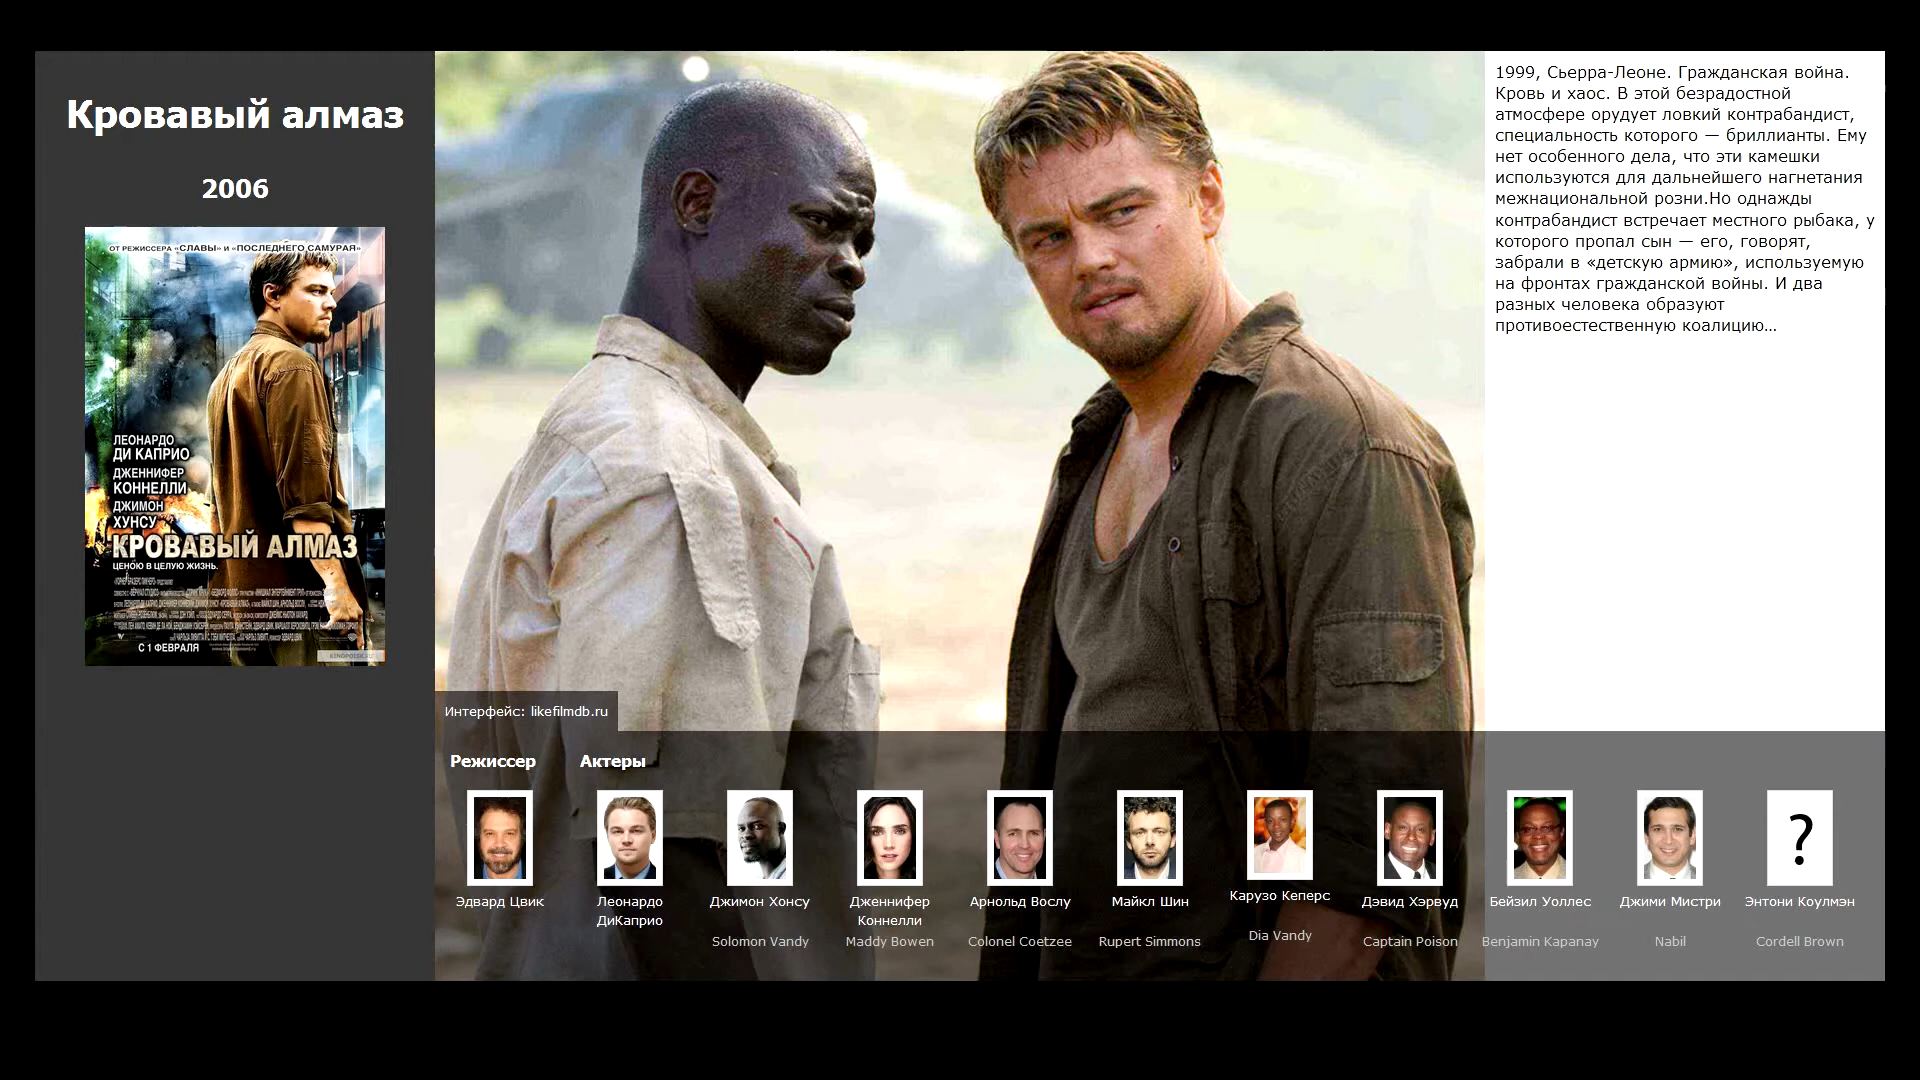 Кровавый алмаз
2006
ОТ РЕЖИССЕРА «СЛАВЫ» И «ПОСЛЕДНЕГО САМУРАЯ»
ЛЕОНАРДО
ДИ КАПРИО
ДЖЕННИФЕР
КОННЕЛЛИ
ДЖИМОН
ХУНСУ
КРОВАВЫЙ АЛМАЗ
ЦЕНОЮ В ЦЕЛУЮ ЖИЗНЬ.
С 1 ФЕВРАЛЯ
1999, Сьерра-Леоне. Гражданская война.
Кровь и хаос. В этой безрадостной
атмосфере орудует ловкий контрабандист,
специальность которого — бриллианты. Ему
нет особенного дела, что эти камешки
используются для дальнейшего нагнетания
межнациональной розни.Но однажды
контрабандист встречает местного рыбака, у
которого пропал сын — его, говорят,
забрали в «детскую армию», используемую
на фронтах гражданской войны. И два
разных человека образуют
противоестественную коалицию…
Интерфейс: likefilmdb.ru
Режиссер
Актеры
Эдвард Цвик
Леонардо
ДиКаприо
Джимон Хонсу
Solomon Vandy
Дженнифер
Коннелли
Maddy Bowen
Арнольд Вослу
Colonel Coetzee
Майкл Шин
Rupert Simmons
Карузо Кеперс
Dia Vandy
Дэвид Хэрвуд
Captain Poison
Бейзил Уоллес
Benjamin Kapanay
Джими Мистри
Nabil
?
Энтони Коулмэн
Cordell Brown